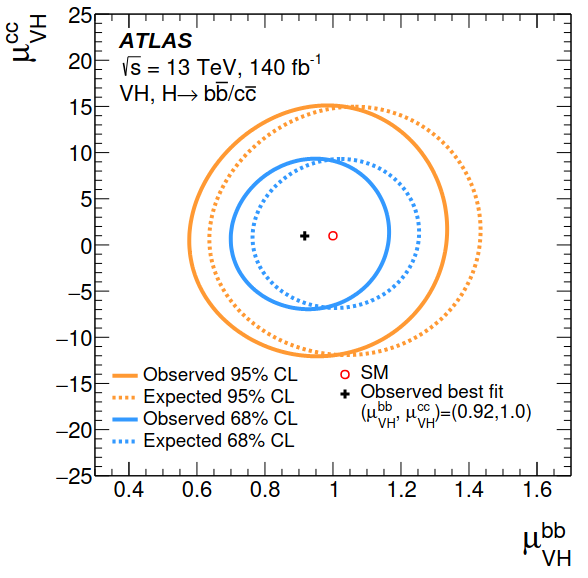 μ^cc_VH
25
20
15
10
5
0
−5
−10
−15
−20
−25
ATLAS
√s = 13 TeV, 140 fb⁻¹
VH, H→ bb̅/cc̅
Observed 95% CL
Expected 95% CL
Observed 68% CL
Expected 68% CL
SM
Observed best fit
(μ^bb_VH, μ^cc_VH)=(0.92,1.0)
0.4 0.6 0.8 1 1.2 1.4 1.6
μ^bb_VH